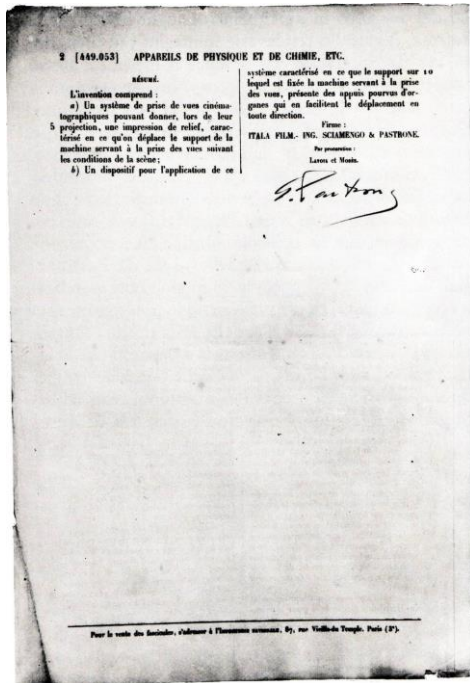 2 [449.053] APPAREILS DE PHYSIQUE ET DE CHIMIE, ETC.
RÉSUMÉ.
L'invention comprend :
a) Un système de prise de vues cinéma-
tographiques pouvant donner, lors de leur
5 projection, une impression de relief, carac-
térisé en ce qu'on déplace le support de la
machine servant à la prise des vues suivant
les conditions de la scène;
b) Un dispositif pour l'application de ce
système caractérisé en ce que le support sur 10
lequel est fixée la machine servant à la prise
des vues, présente des appuis pourvus d'or-
ganes qui en facilitent le déplacement en
toute direction.
Firme :
ITALA FILM.- ING. SCIAMENGO & PASTRONE.
Par procuration :
Lavoix et Mosès.
G. Pastrone
Pour la vente des fascicules, s'adresser à l'Imprimerie nationale, 87, rue Vieille-du-Temple, Paris (3ᵉ).